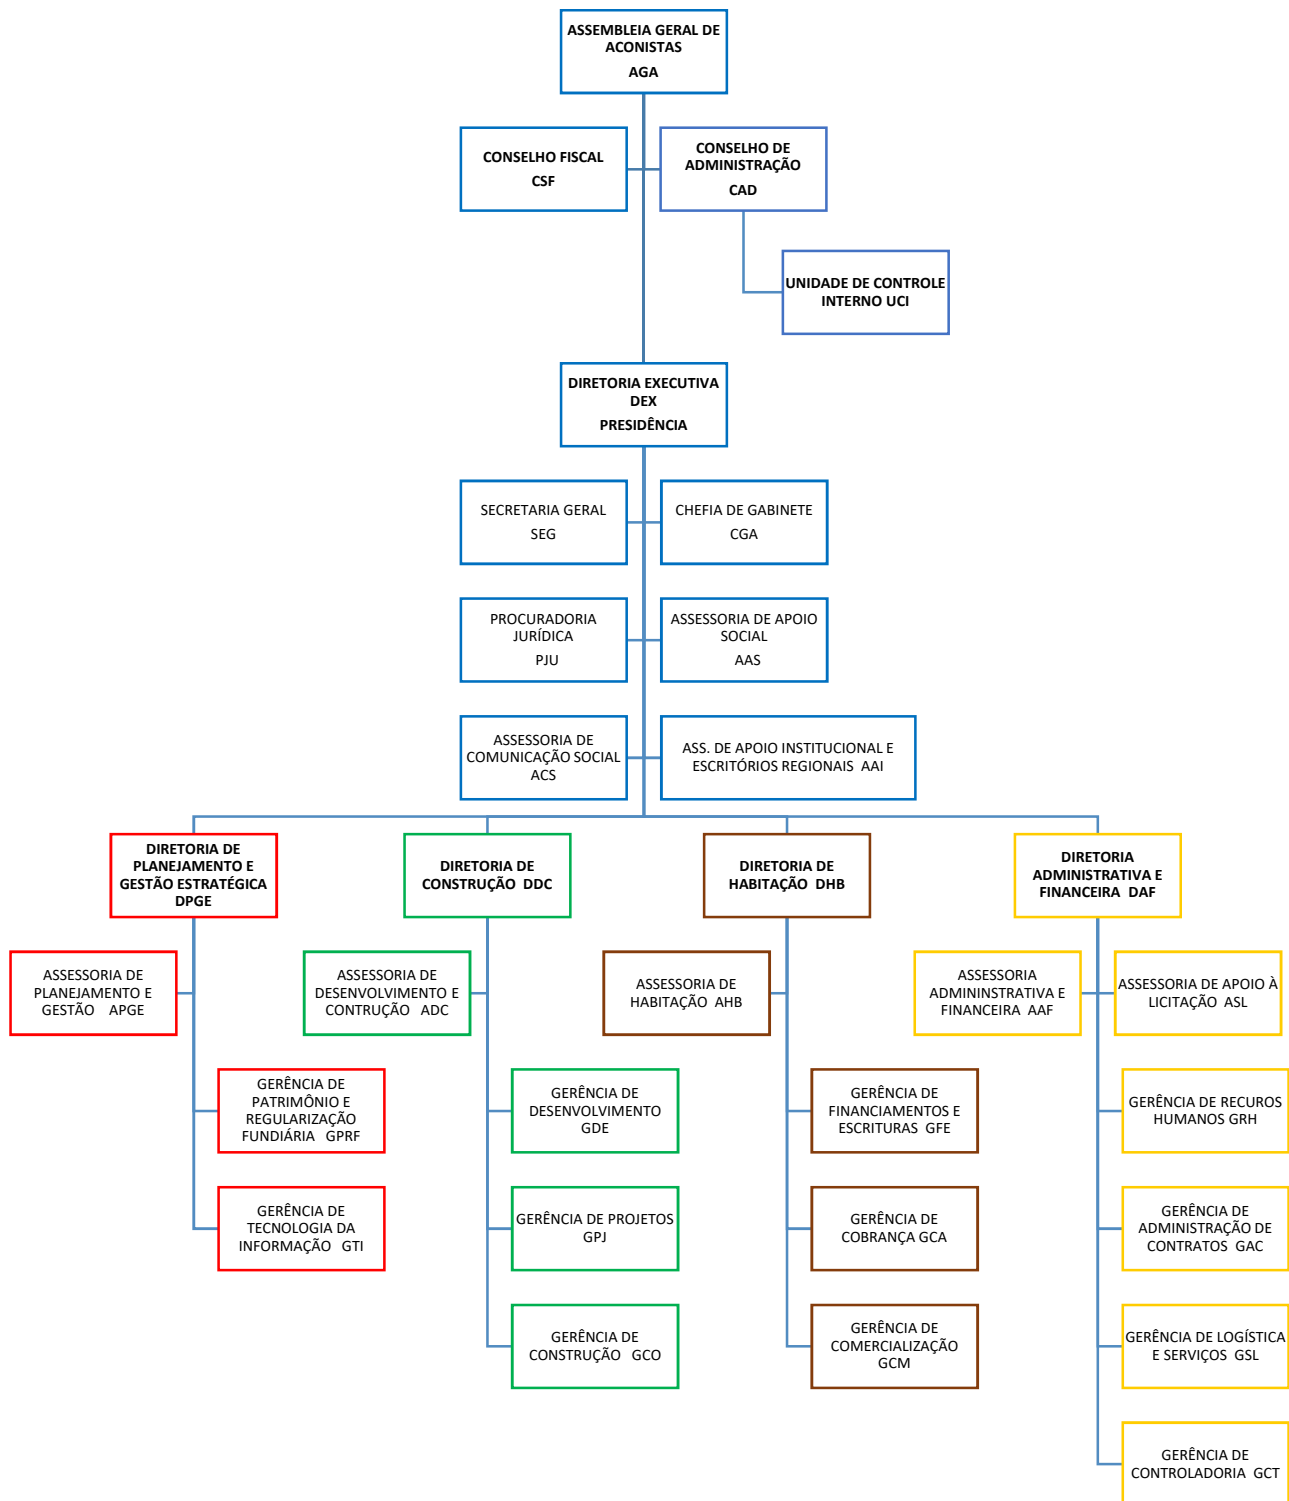 ASSEMBLEIA GERAL DE
ACONISTAS
AGA
CONSELHO FISCAL
CSF
CONSELHO DE
ADMINISTRAÇÃO
CAD
UNIDADE DE CONTROLE
INTERNO UCI
DIRETORIA EXECUTIVA
DEX
PRESIDÊNCIA
SECRETARIA GERAL
SEG
CHEFIA DE GABINETE
CGA
PROCURADORIA
JURÍDICA
PJU
ASSESSORIA DE APOIO
SOCIAL
AAS
ASSESSORIA DE
COMUNICAÇÃO SOCIAL
ACS
ASS. DE APOIO INSTITUCIONAL E
ESCRITÓRIOS REGIONAIS AAI
DIRETORIA DE
PLANEJAMENTO E
GESTÃO ESTRATÉGICA
DPGE
DIRETORIA DE
CONSTRUÇÃO DDC
DIRETORIA DE
HABITAÇÃO DHB
DIRETORIA
ADMINISTRATIVA E
FINANCEIRA DAF
ASSESSORIA DE
PLANEJAMENTO E
GESTÃO APGE
ASSESSORIA DE
DESENVOLVIMENTO E
CONTRUÇÃO ADC
ASSESSORIA DE
HABITAÇÃO AHB
ASSESSORIA
ADMININSTRATIVA E
FINANCEIRA AAF
ASSESSORIA DE APOIO À
LICITAÇÃO ASL
GERÊNCIA DE
PATRIMÔNIO E
REGULARIZAÇÃO
FUNDIÁRIA GPRF
GERÊNCIA DE
DESENVOLVIMENTO
GDE
GERÊNCIA DE
FINANCIAMENTOS E
ESCRITURAS GFE
GERÊNCIA DE RECUROS
HUMANOS GRH
GERÊNCIA DE
TECNOLOGIA DA
INFORMAÇÃO GTI
GERÊNCIA DE PROJETOS
GPJ
GERÊNCIA DE
COBRANÇA GCA
GERÊNCIA DE
ADMINISTRAÇÃO DE
CONTRATOS GAC
GERÊNCIA DE
CONSTRUÇÃO GCO
GERÊNCIA DE
COMERCIALIZAÇÃO
GCM
GERÊNCIA DE LOGÍSTICA
E SERVIÇOS GSL
GERÊNCIA DE
CONTROLADORIA GCT